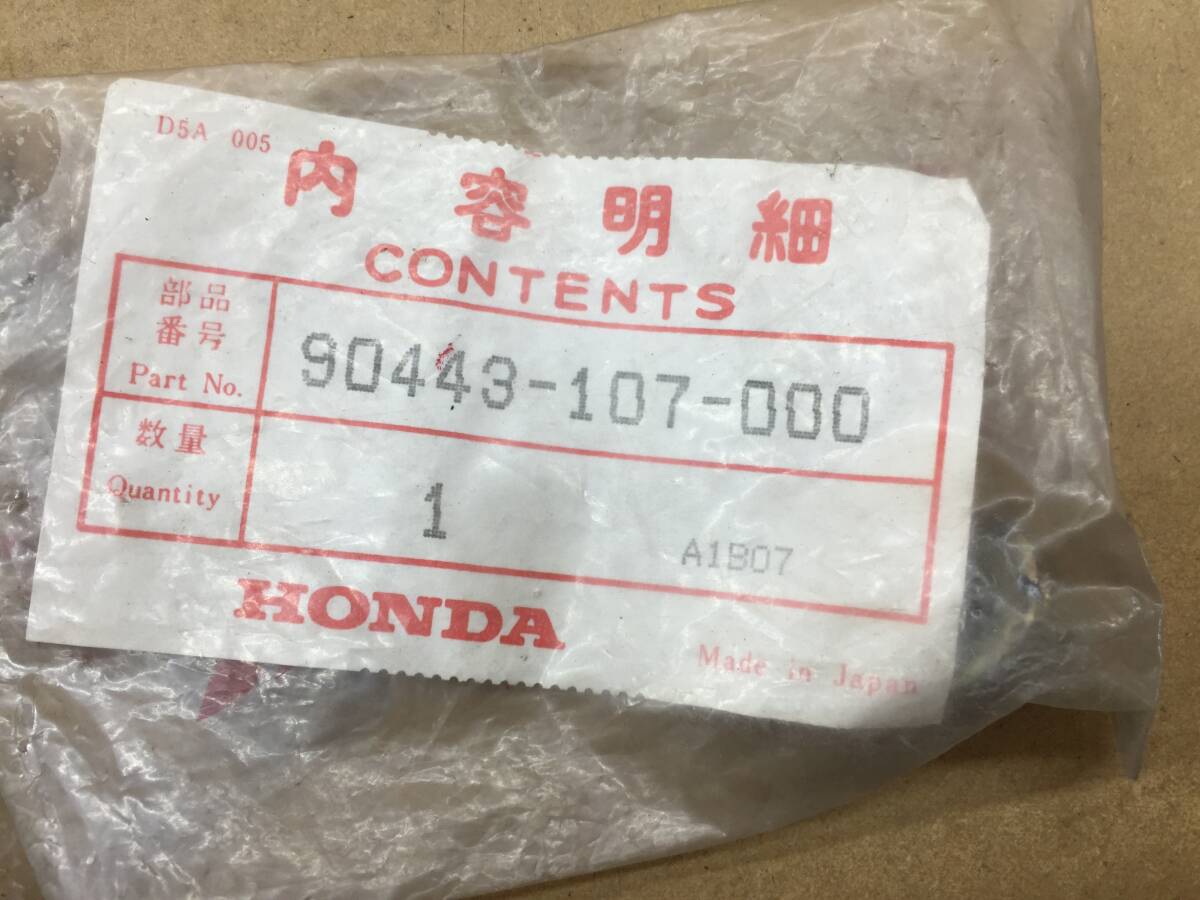 D5A 005
内容明細
CONTENTS
部品
番号
Part No.
90443-107-000
数量
Quantity
1
A1B07
HONDA
Made in Japan